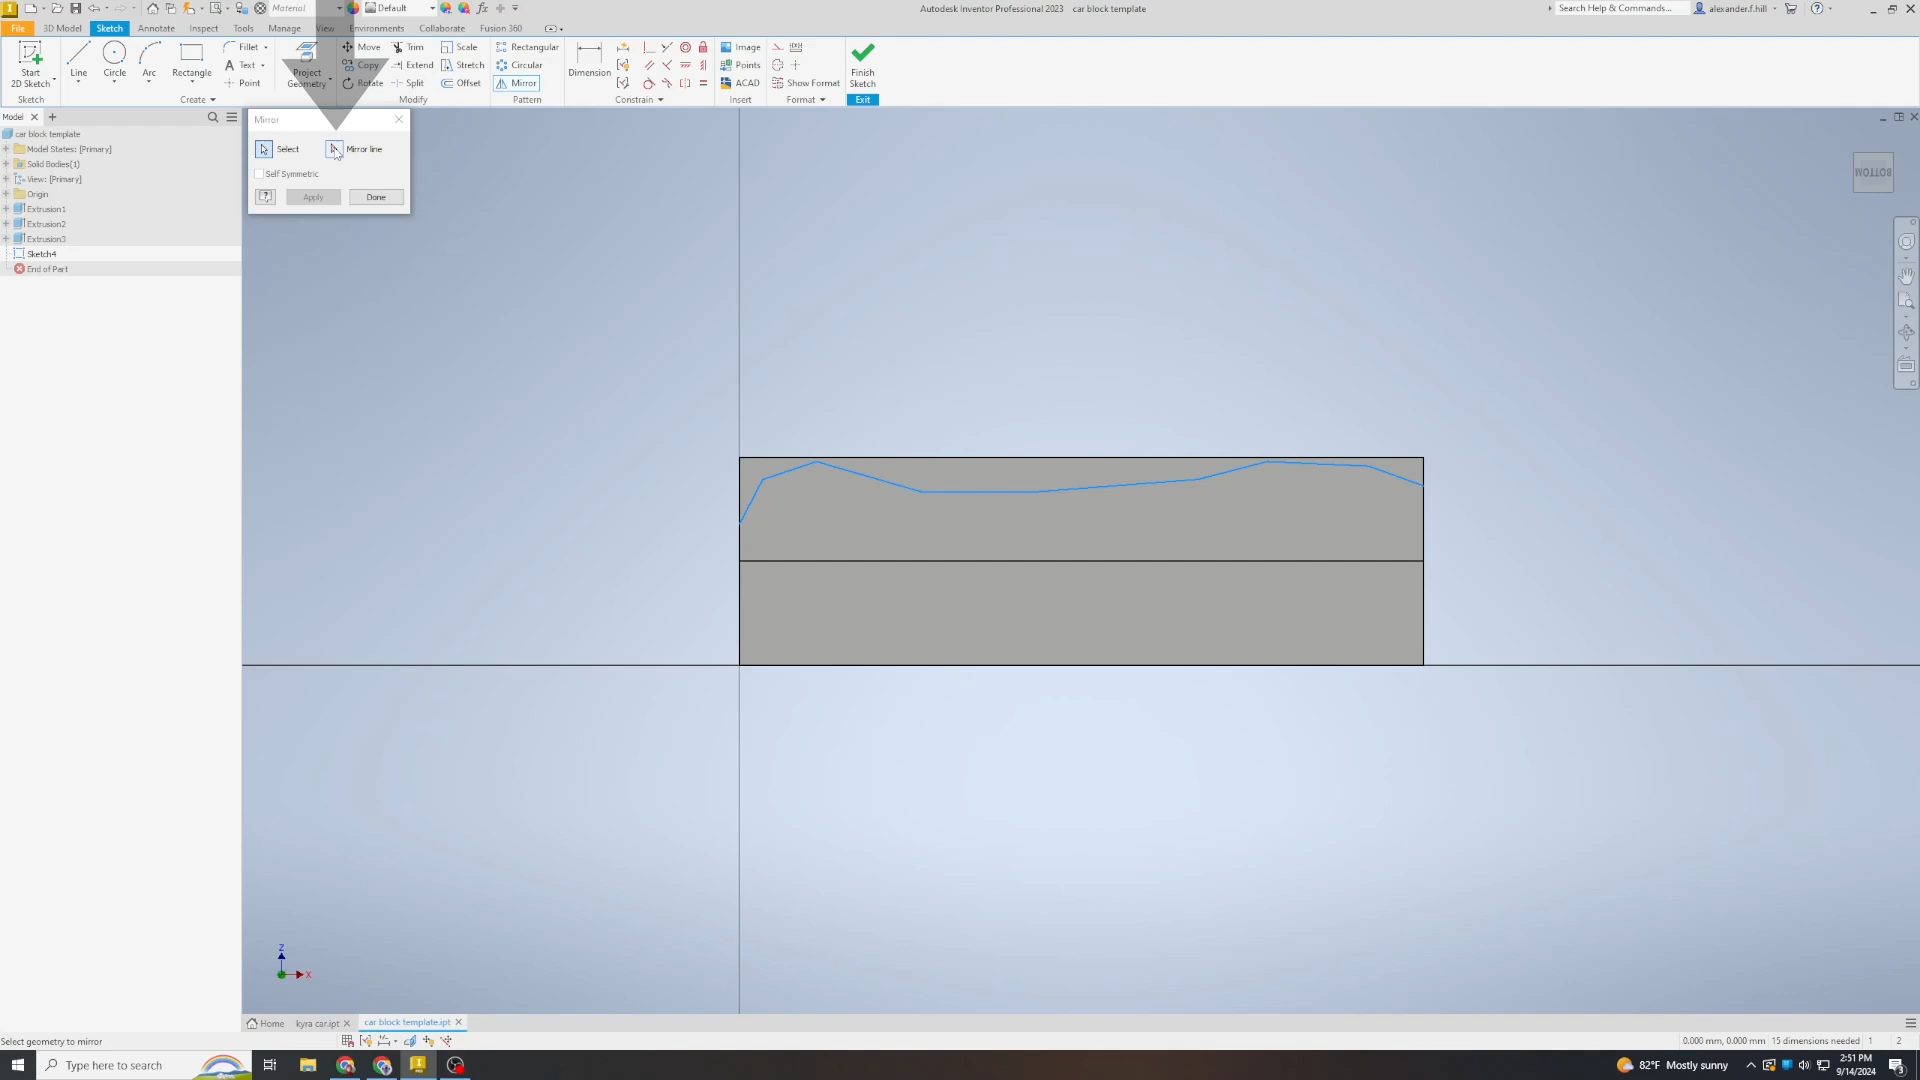 Material Default Autodesk Inventor Professional 2023 car block template Search Help & Commands... alexander.f.hill
File 3D Model Sketch Annotate Inspect Tools Manage View Environments Collaborate Fusion 360
Fillet Move Trim Scale Rectangular Image
Text Copy Extend Stretch Circular Points
Point Rotate Split Offset Mirror ACAD Show Format
Start
2D Sketch Line Circle Arc Rectangle Project
Geometry Dimension Finish
Sketch
Sketch Create Modify Pattern Constrain Insert Format Exit
Model
Mirror
car block template
Model States: [Primary]
Select Mirror line
Solid Bodies(1)
Self Symmetric
View: [Primary]
Origin
Apply Done
Extrusion1
Extrusion2
Extrusion3
Sketch4
End of Part
BOTTOM
Z
X
Home kyra car.ipt car block template.ipt
Select geometry to mirror 0.000 mm, 0.000 mm 15 dimensions needed 1 2
Type here to search 82°F Mostly sunny 2:51 PM
9/14/2024
3